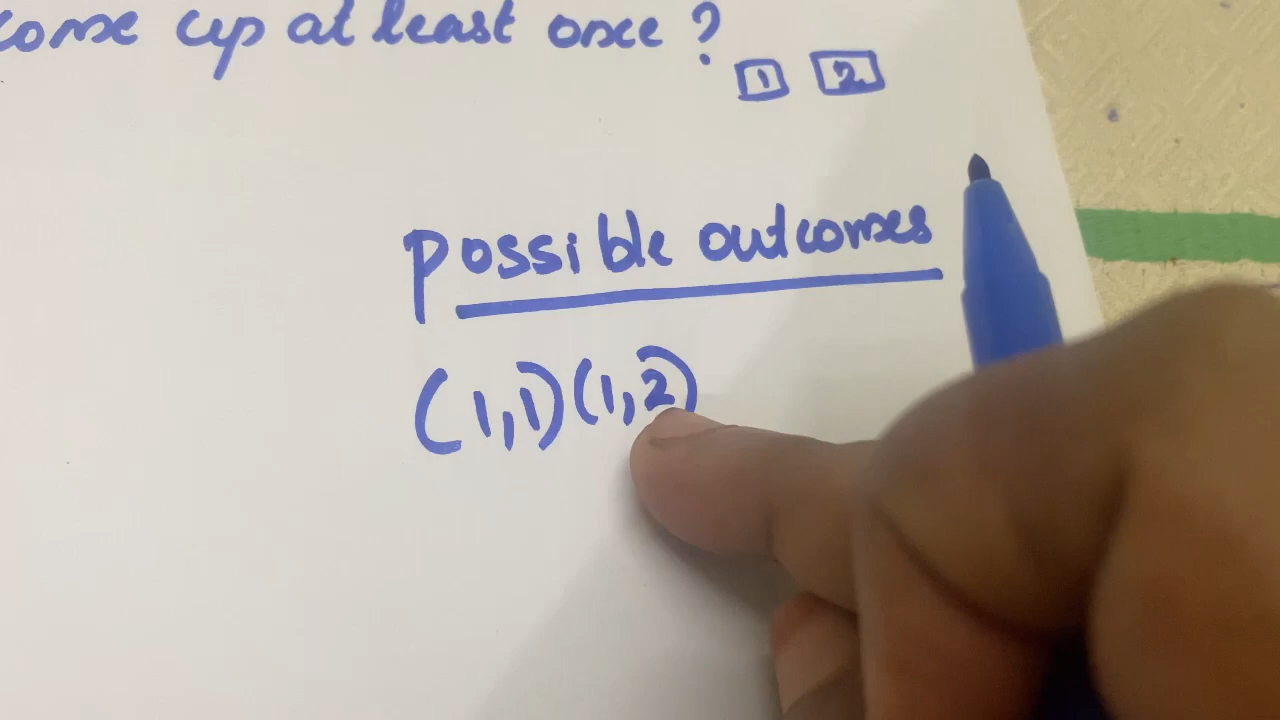 come up at least once ?
1 2
Possible outcomes
(1,1) (1,2)